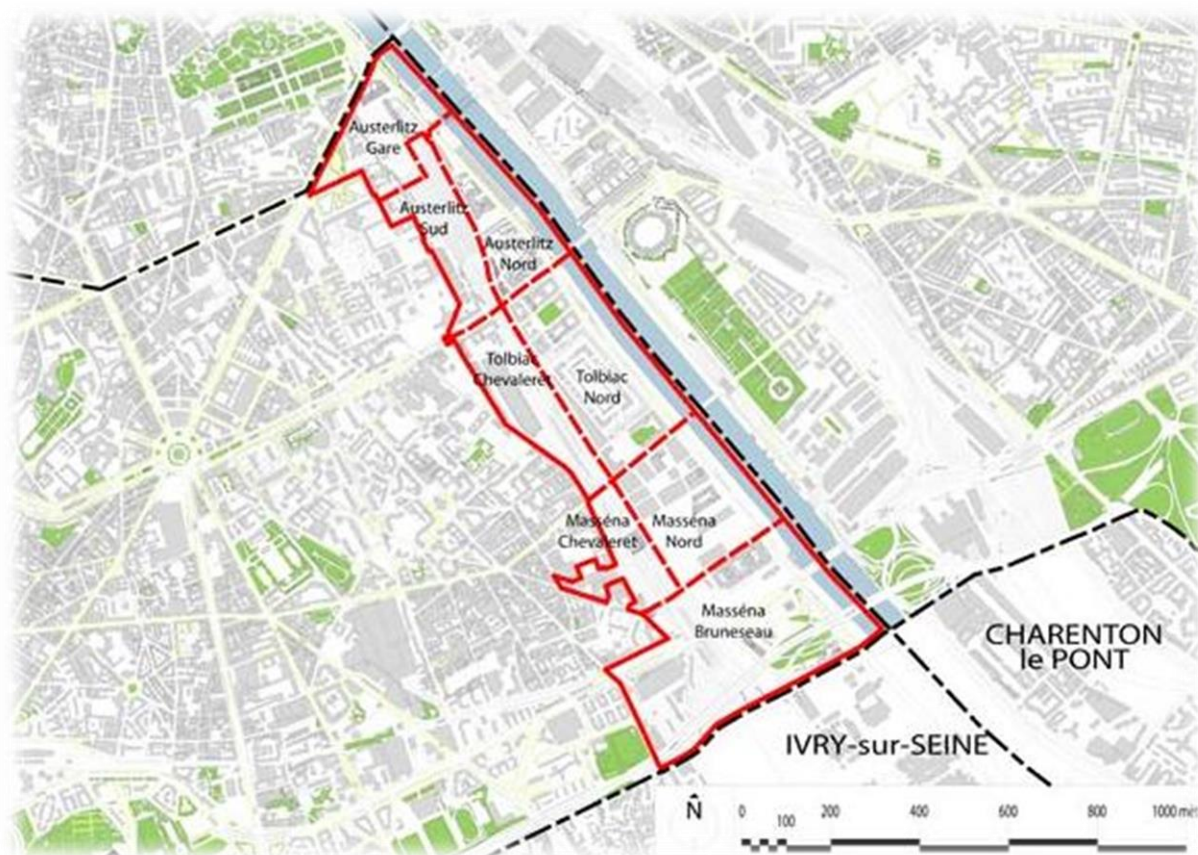 Austerlitz
Gare
Austerlitz
Sud
Austerlitz
Nord
Tolbiac
Chevaleret
Tolbiac
Nord
Masséna
Chevaleret
Masséna
Nord
Masséna
Bruneseau
CHARENTON
le PONT
IVRY-sur-SEINE
N
0 100 200 400 600 800 1000 mèt